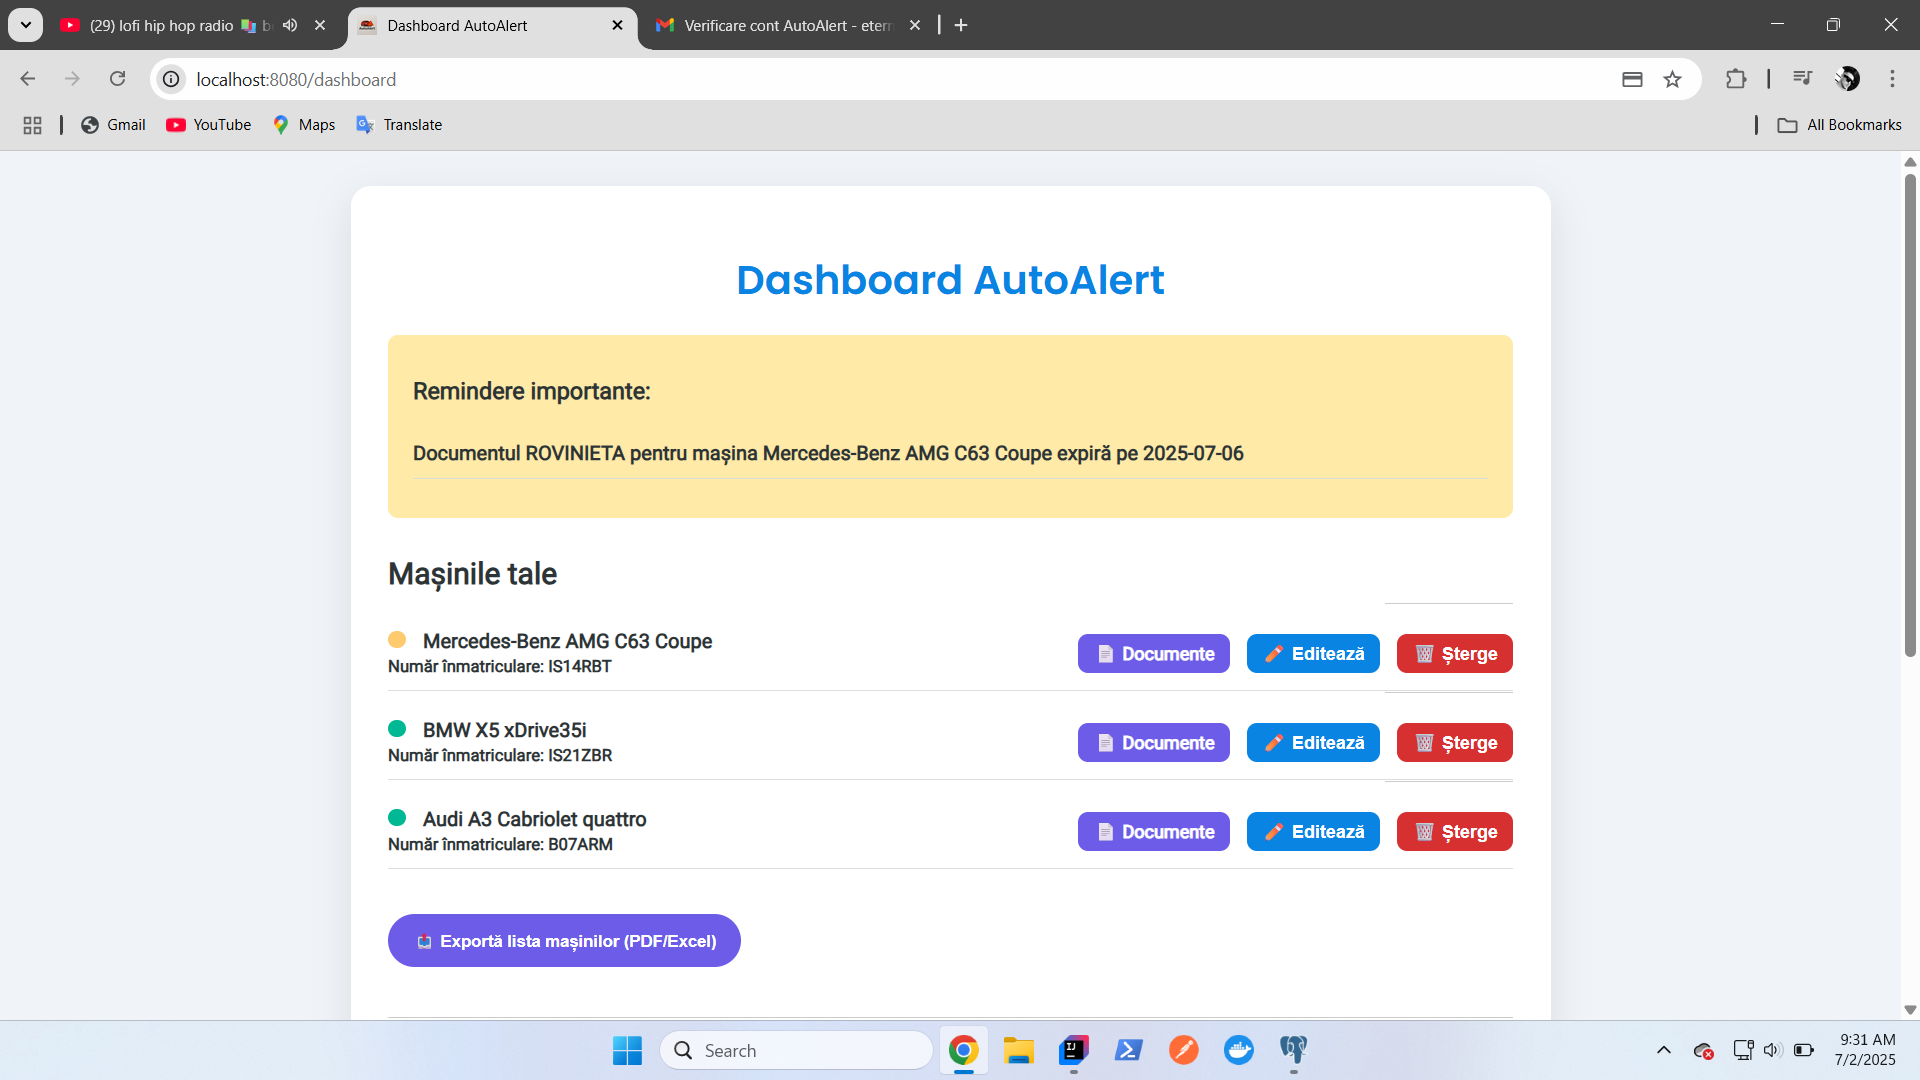 (29) lofi hip hop radio
Dashboard AutoAlert
Verificare cont AutoAlert - eter
localhost:8080/dashboard
Gmail
YouTube
Maps
Translate
All Bookmarks
Dashboard AutoAlert
Remindere importante:
Documentul ROVINIETA pentru mașina Mercedes-Benz AMG C63 Coupe expiră pe 2025-07-06
Mașinile tale
Mercedes-Benz AMG C63 Coupe
Număr înmatriculare: IS14RBT
Documente
Editează
Șterge
BMW X5 xDrive35i
Număr înmatriculare: IS21ZBR
Documente
Editează
Șterge
Audi A3 Cabriolet quattro
Număr înmatriculare: B07ARM
Documente
Editează
Șterge
Exportă lista mașinilor (PDF/Excel)
Search
9:31 AM
7/2/2025